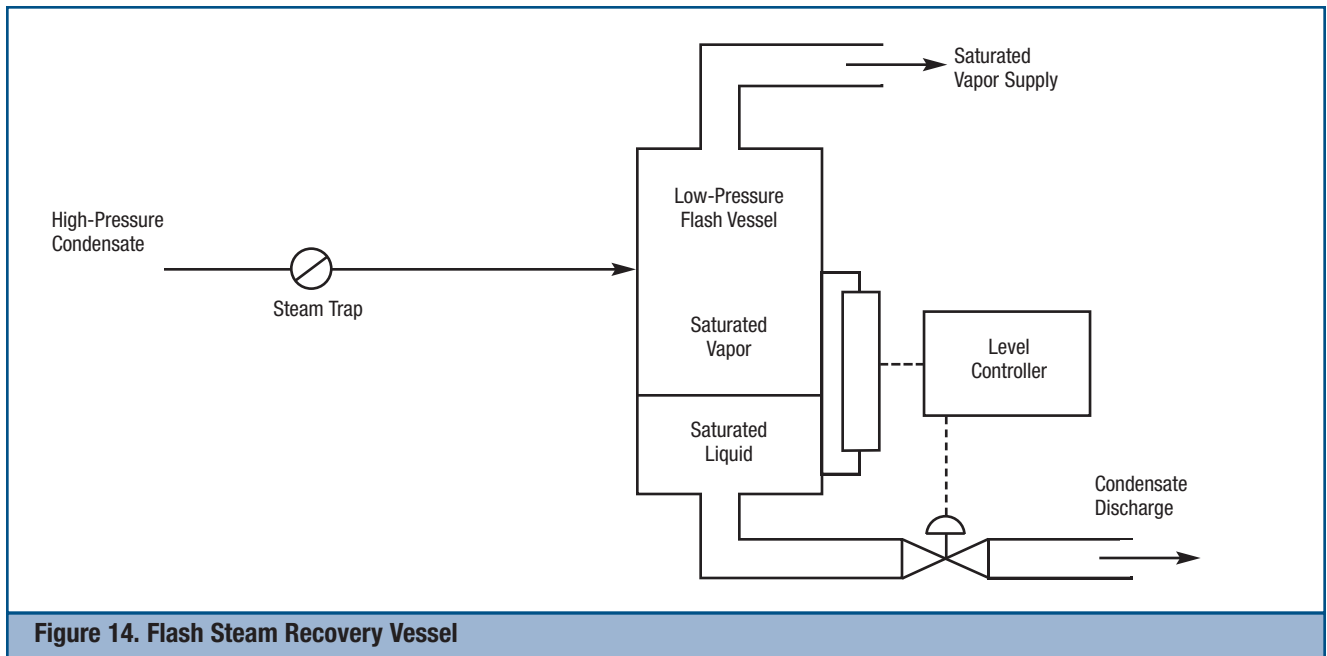 Saturated
Vapor Supply
Low-Pressure
Flash Vessel
High-Pressure
Condensate
Steam Trap
Saturated
Vapor
Level
Controller
Saturated
Liquid
Condensate
Discharge
Figure 14. Flash Steam Recovery Vessel